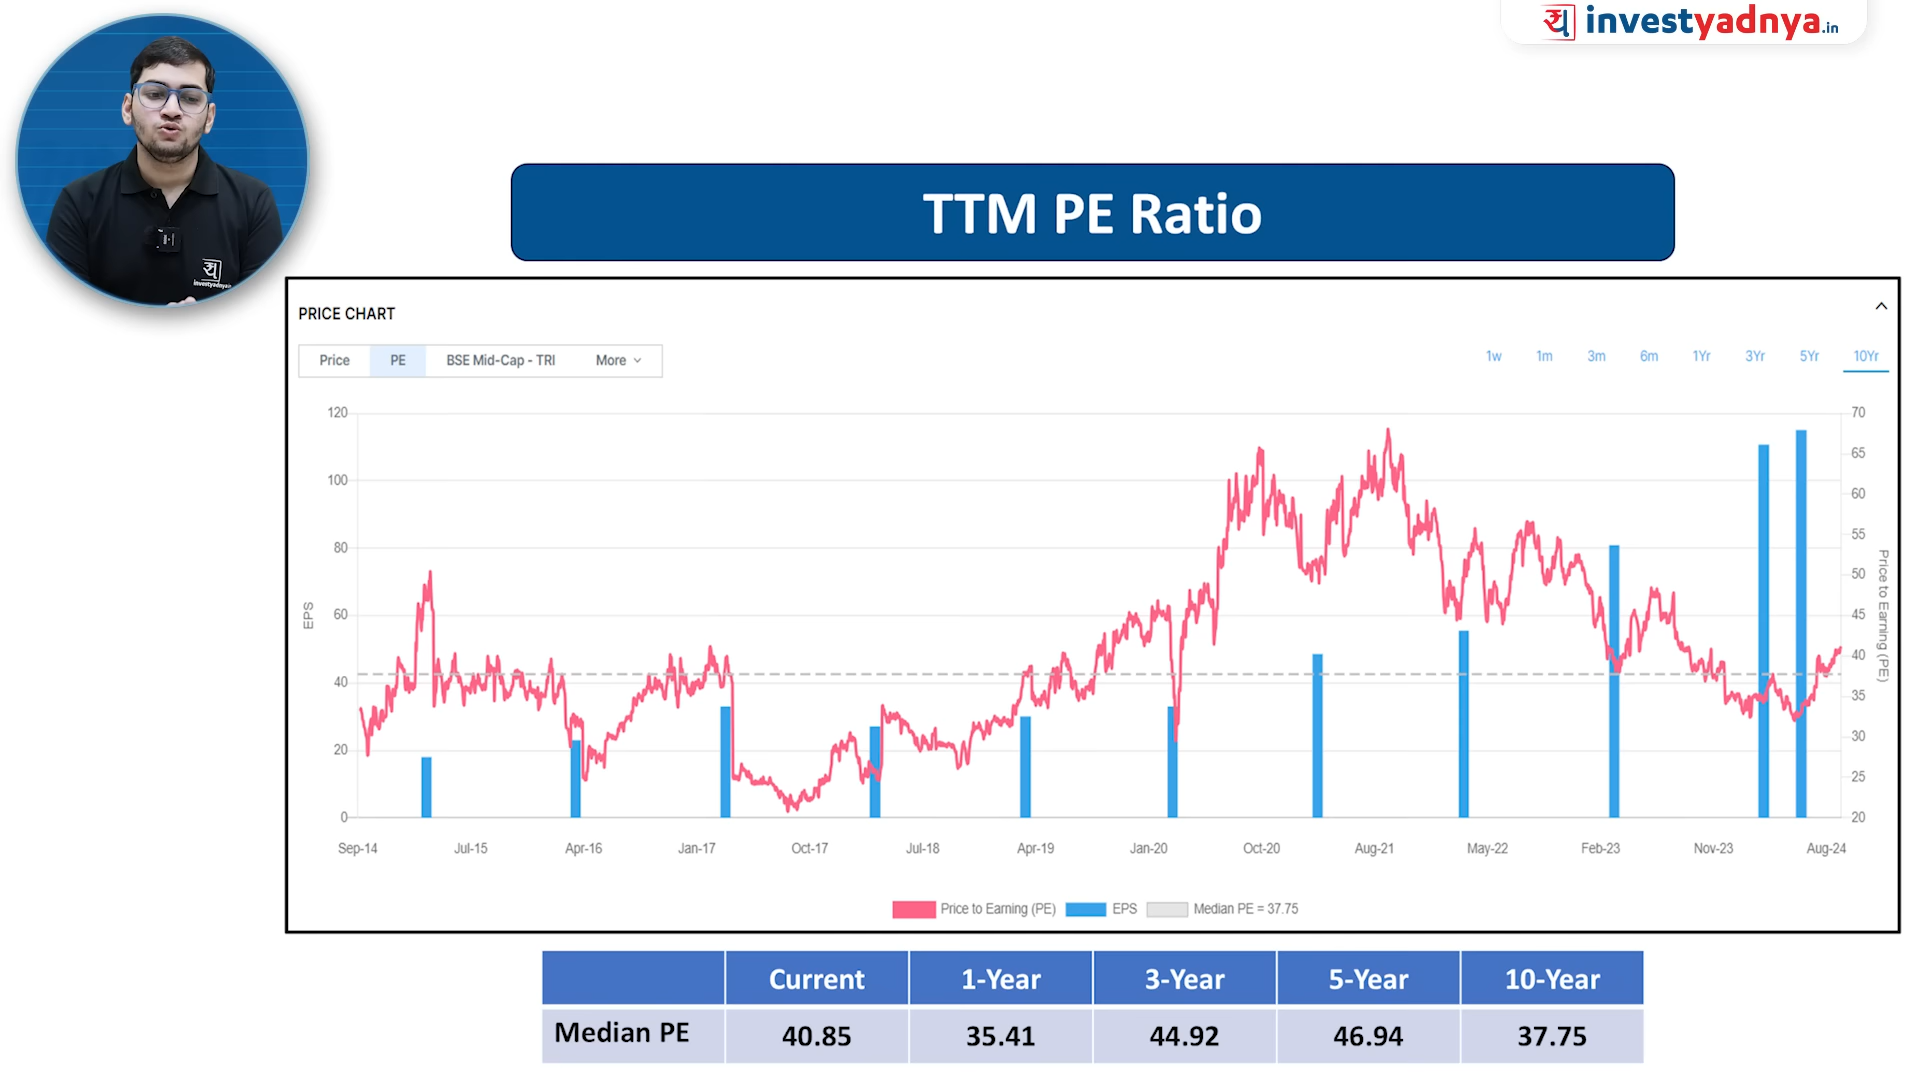 investyadnya.in
TTM PE Ratio
PRICE CHART
Price PE BSE Mid-Cap - TRI More
1w 1m 3m 6m 1Yr 3Yr 5Yr 10Yr
120 70
65
100 60
80 55
50
60 45
40
40 35
20 30
25
0 20
EPS
Price to Earning (PE)
Sep-14 Jul-15 Apr-16 Jan-17 Oct-17 Jul-18 Apr-19 Jan-20 Oct-20 Aug-21 May-22 Feb-23 Nov-23 Aug-24
Price to Earning (PE) EPS Median PE = 37.75
Current 1-Year 3-Year 5-Year 10-Year
Median PE 40.85 35.41 44.92 46.94 37.75